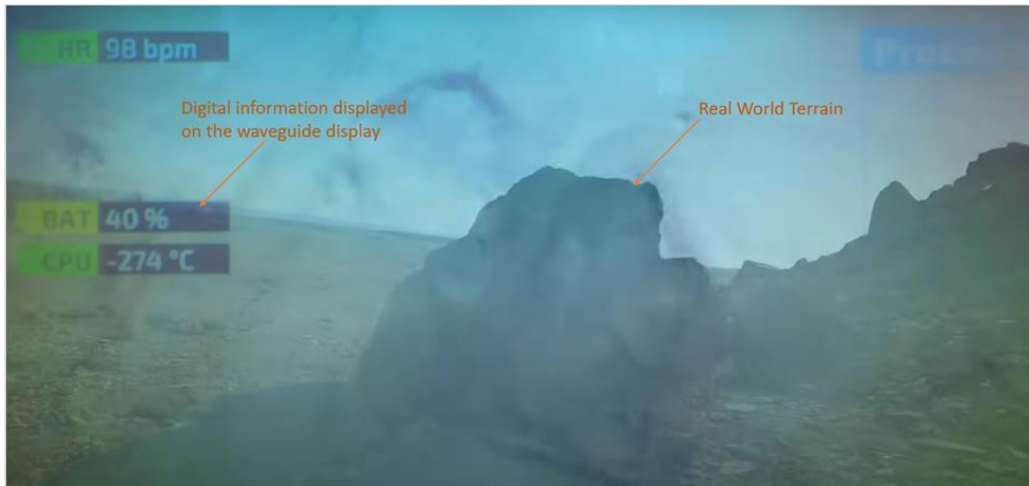 HR 98 bpm
Digital information displayed
on the waveguide display
Real World Terrain
BAT 40 %
CPU -274 °C